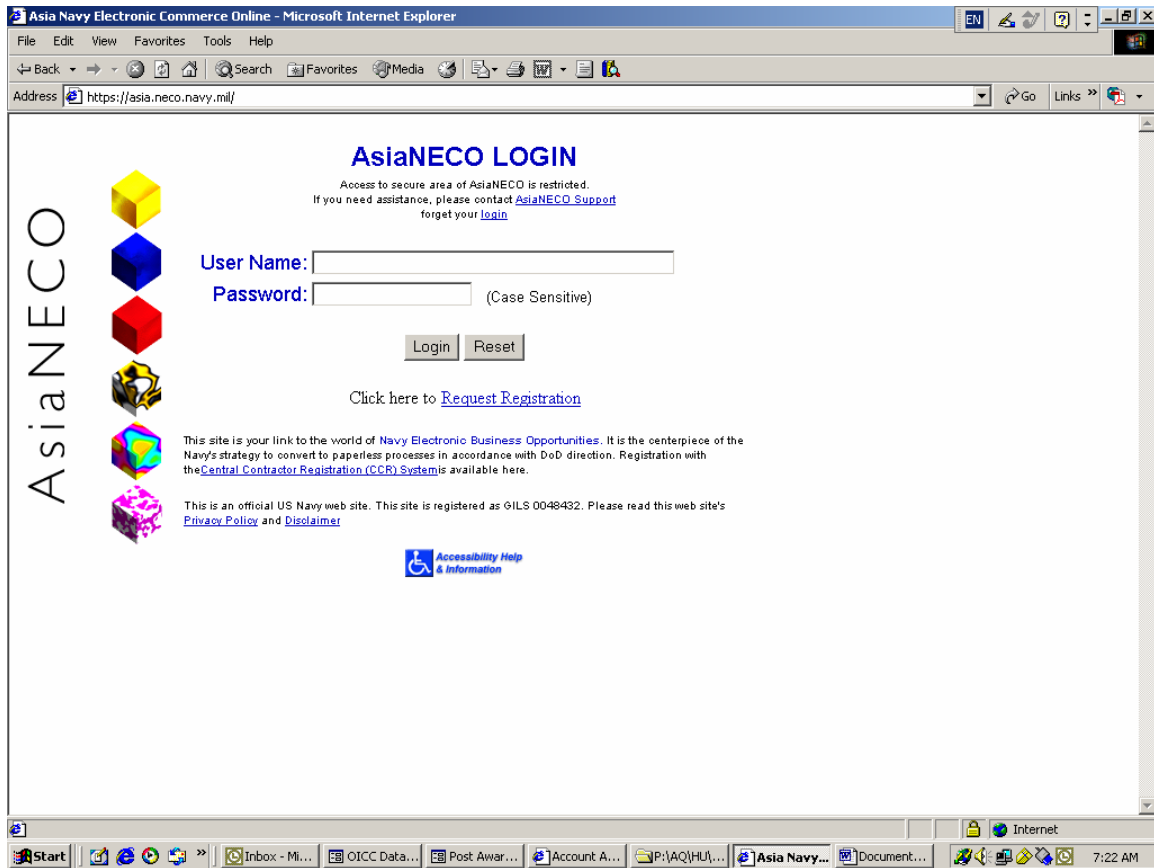 Asia Navy Electronic Commerce Online - Microsoft Internet Explorer
EN
File Edit View Favorites Tools Help
Back Search Favorites Media
Address https://asia.neco.navy.mil/ Go Links »
AsiaNECO
AsiaNECO LOGIN
Access to secure area of AsiaNECO is restricted.
If you need assistance, please contact AsiaNECO Support
forget your login
User Name:
Password: (Case Sensitive)
Login Reset
Click here to Request Registration
This site is your link to the world of Navy Electronic Business Opportunities. It is the centerpiece of the
Navy's strategy to convert to paperless processes in accordance with DoD direction. Registration with
theCentral Contractor Registration (CCR) Systemis available here.
This is an official US Navy web site. This site is registered as GILS 0048432. Please read this web site's
Privacy Policy and Disclaimer
Accessibility Help
& Information
Internet
Start » Inbox - Mi... OICC Data... Post Awar... Account A... P:\AQ\HU\... Asia Navy... Document... 7:22 AM